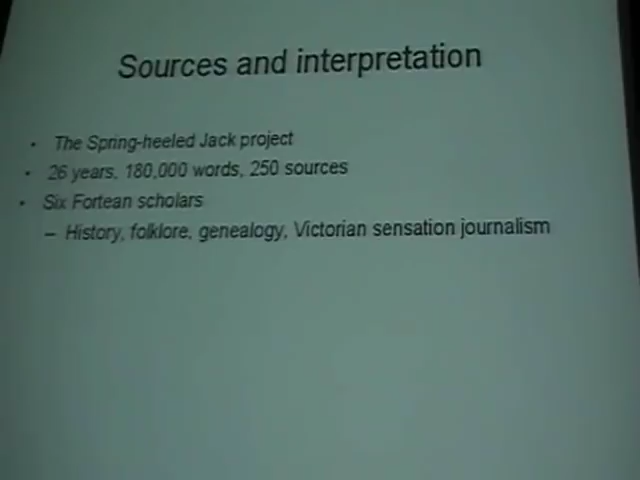 Sources and interpretation
• The Spring-heeled Jack project
• 26 years, 180,000 words, 250 sources
• Six Fortean scholars
– History, folklore, genealogy, Victorian sensation journalism